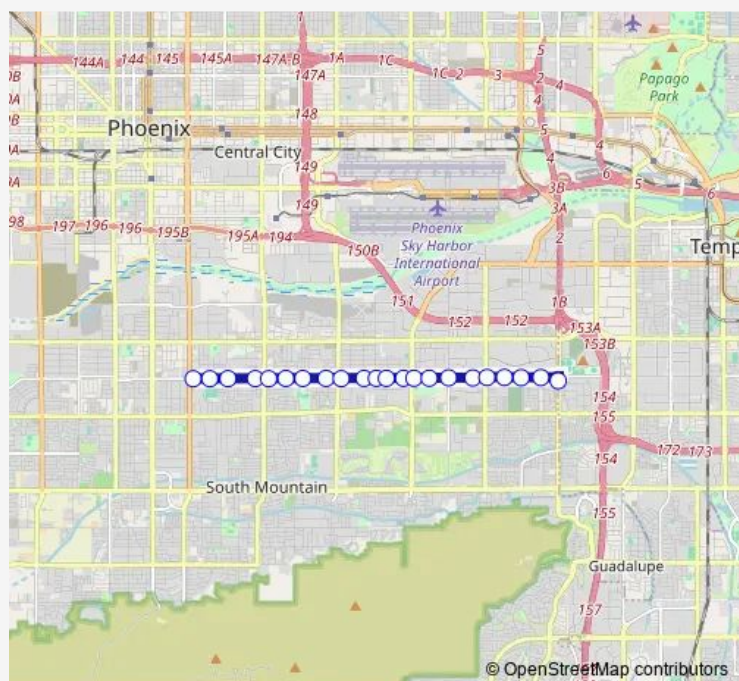 5
1
144A
144
145
145A
147A-B
1A
1C
1C
2
3
2
4
147A
4
Papago
Park
148
Phoenix
5
Central City
149
4
4
6
3B
5
6
149
3A
198
197
196
196
195B
195A
194
150B
Phoenix
Sky Harbor
International
Airport
2
Temp
151
1B
152
152
153A
153B
154
155
172
173
154
South Mountain
155
Guadalupe
157
© OpenStreetMap contributors